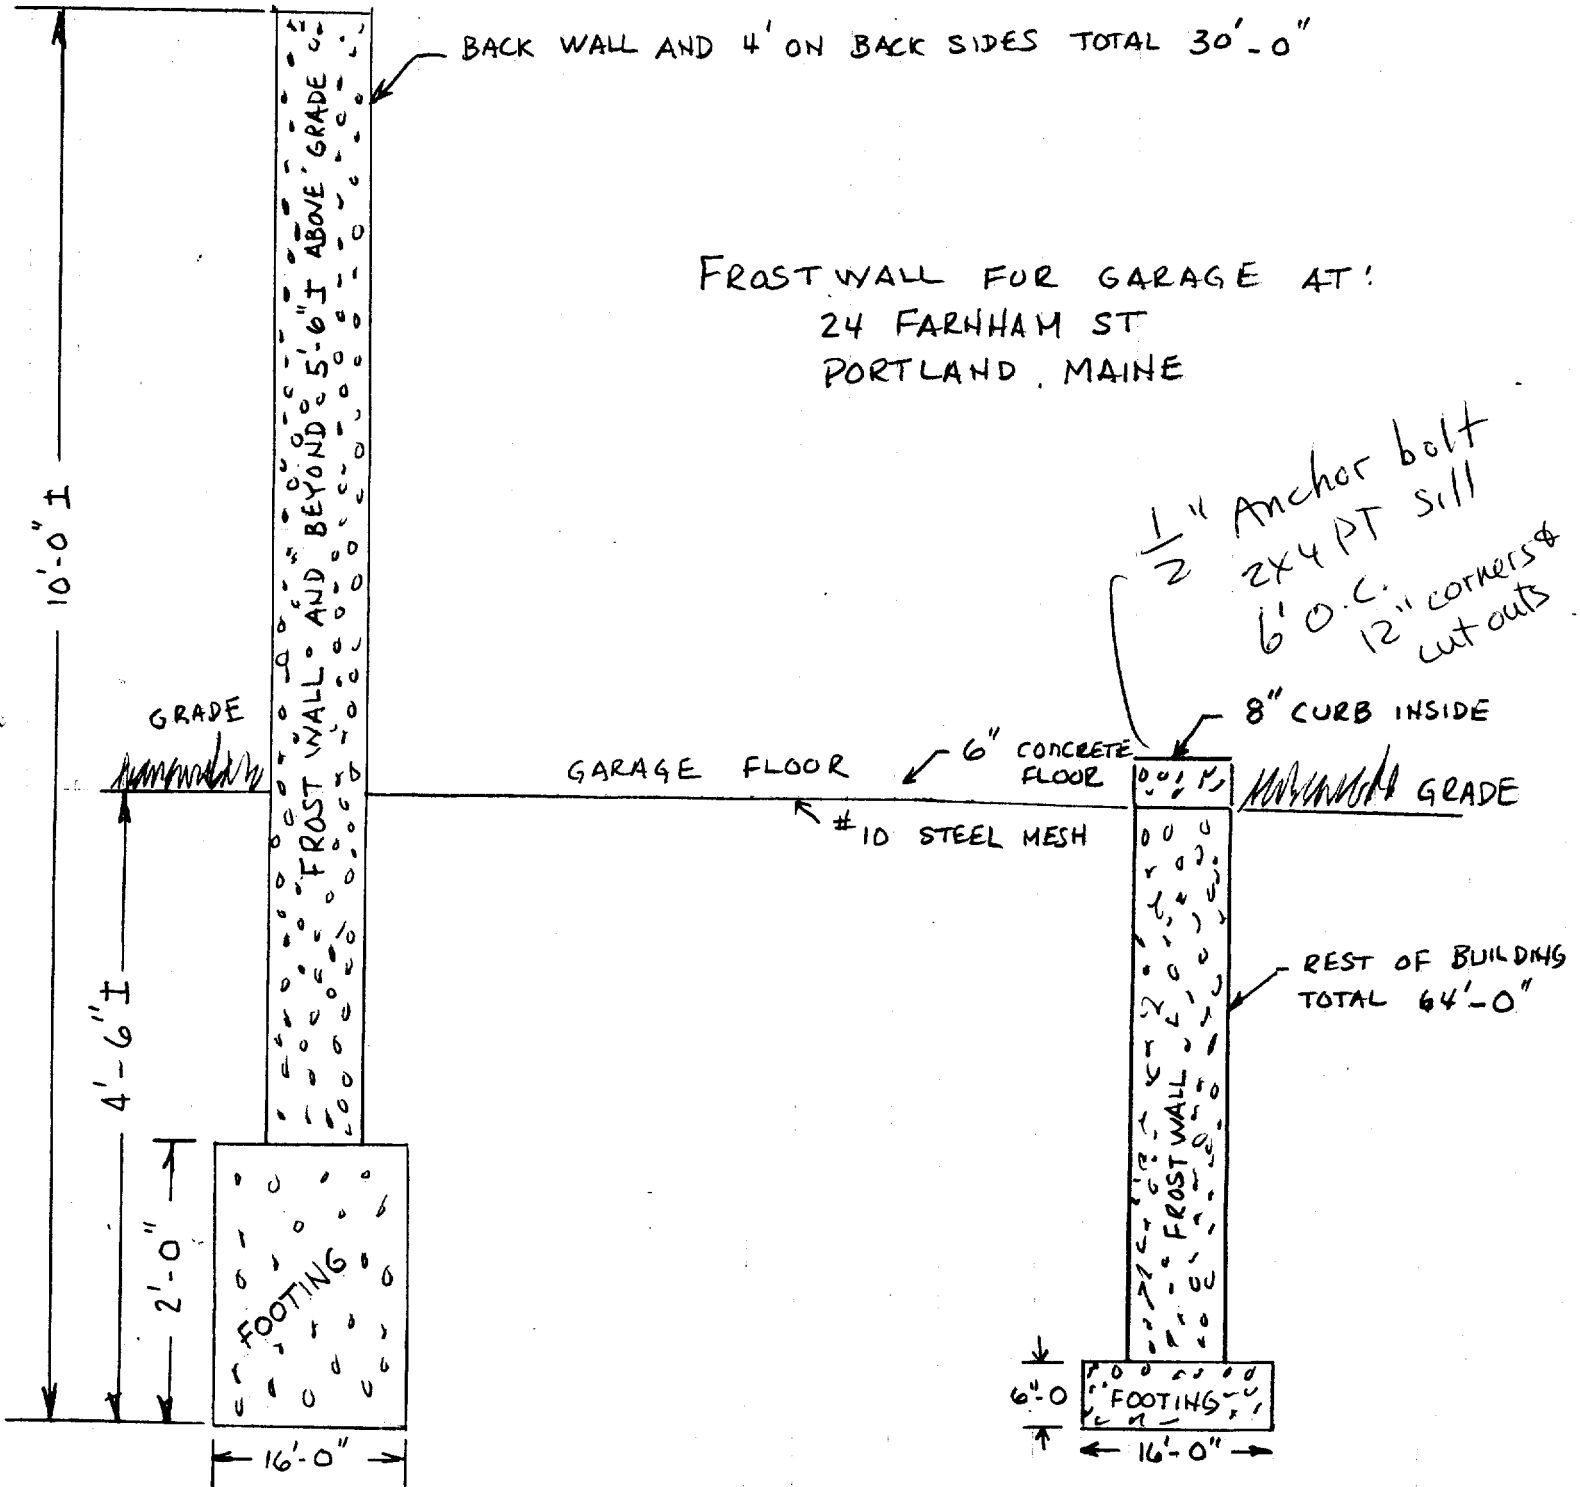 BACK WALL AND 4' ON BACK SIDES TOTAL 30'-0"
FROST WALL AND BEYOND 5'-6"± ABOVE GRADE
FROST WALL FUR GARAGE AT:
24 FARNHAM ST
PORTLAND, MAINE
1/2" Anchor bolt
2x4 PT Sill
6' O.C.
12" corners &
cut outs
10'-0"±
GRADE
8" CURB INSIDE
GARAGE FLOOR
6" CONCRETE
FLOOR
GRADE
#10 STEEL MESH
REST OF BUILDING
TOTAL 64'-0"
4'-6"±
FROST WALL
2'-0"
FOOTING
6"-0
FOOTING
16'-0"
16'-0"